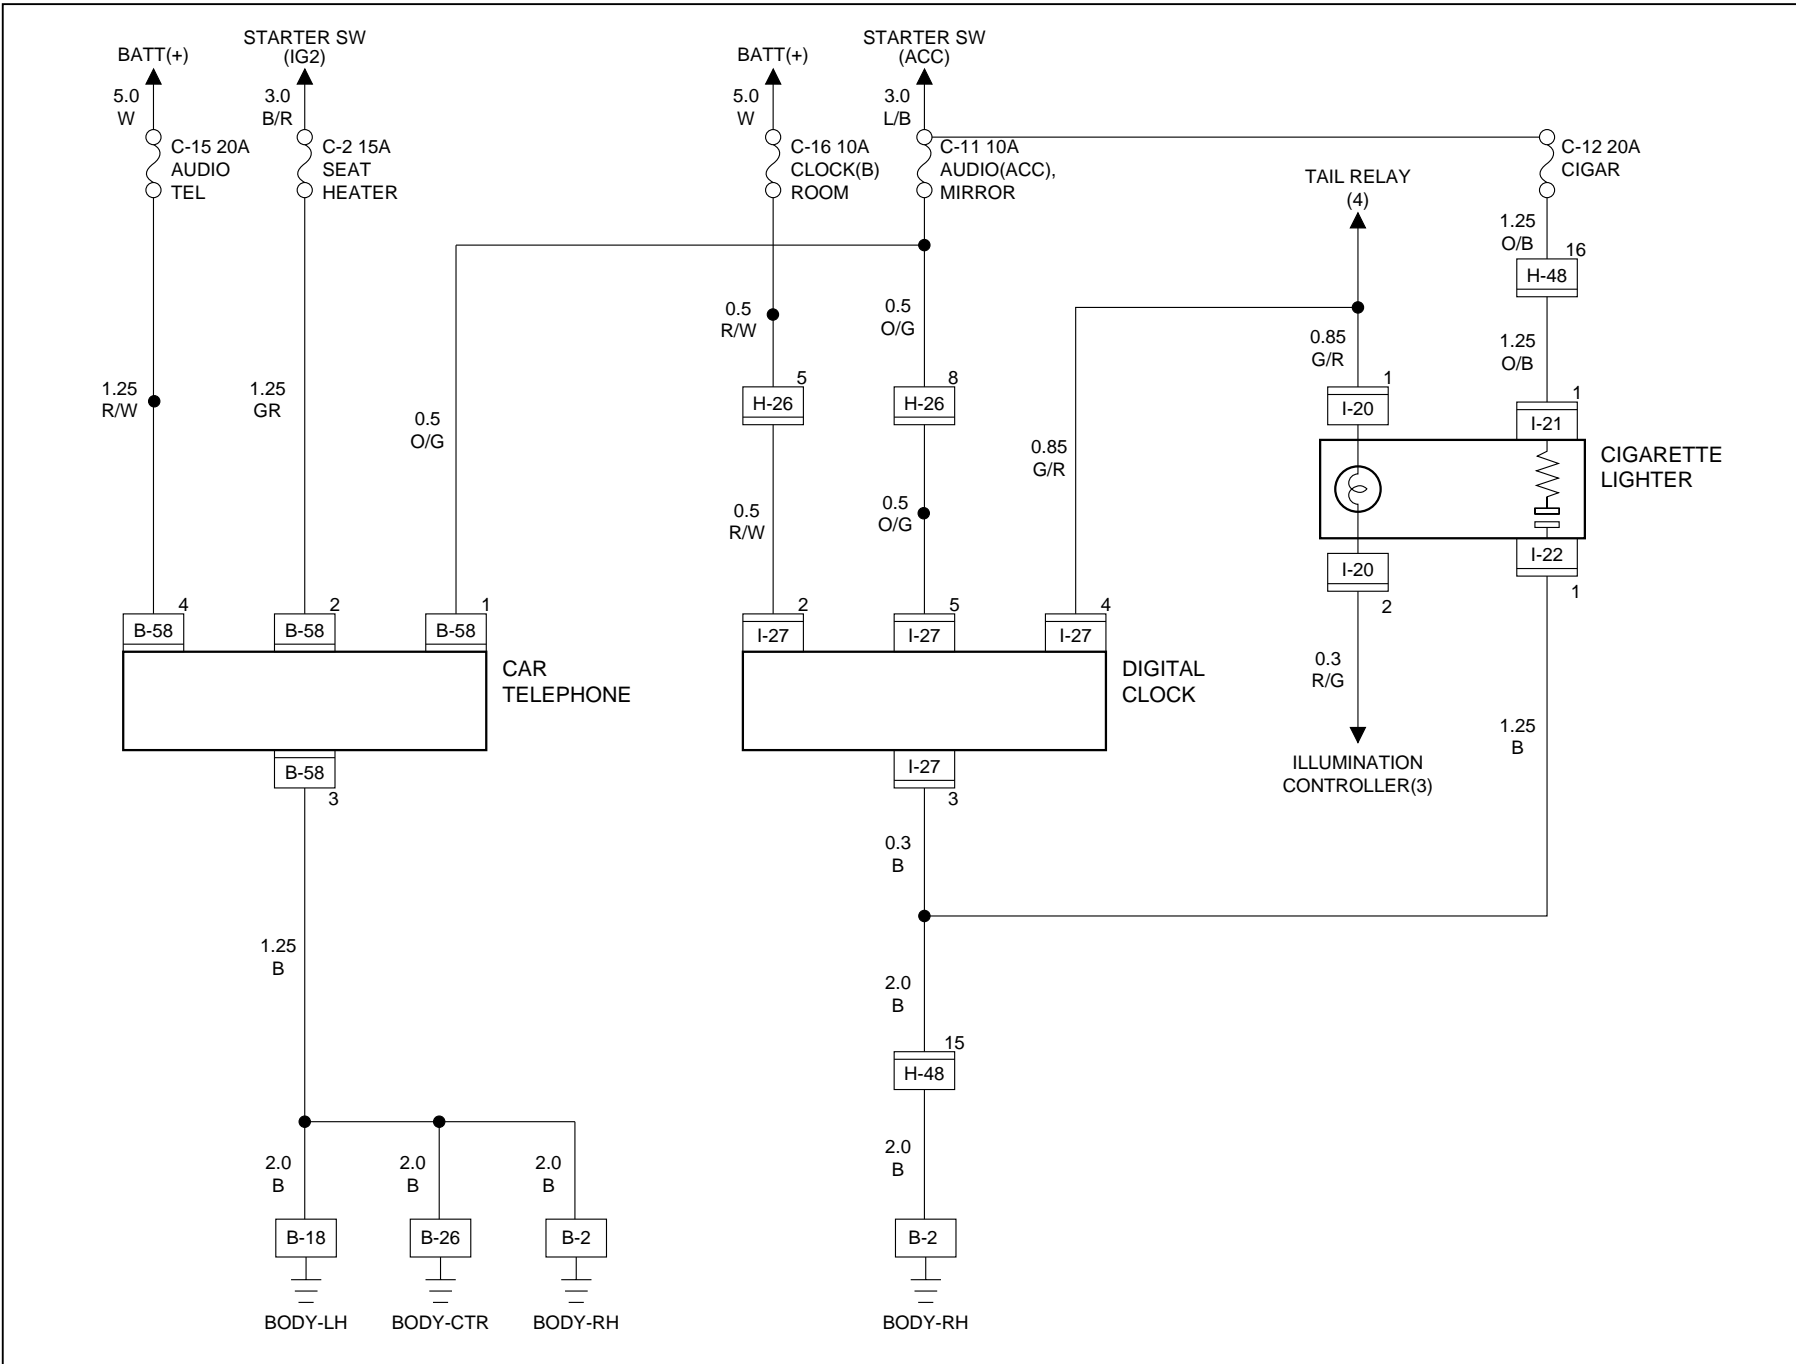 BATT(+)
STARTER SW
(IG2)
BATT(+)
STARTER SW
(ACC)
5.0
W
3.0
B/R
5.0
W
3.0
L/B
C-15 20A
AUDIO
TEL
C-2 15A
SEAT
HEATER
C-16 10A
CLOCK(B)
ROOM
C-11 10A
AUDIO(ACC),
MIRROR
C-12 20A
CIGAR
TAIL RELAY
(4)
1.25
O/B
16
H-48
0.5
R/W
0.5
O/G
0.85
G/R
1.25
O/B
1.25
R/W
1.25
GR
0.5
O/G
5
H-26
8
H-26
1
I-20
1
I-21
0.85
G/R
CIGARETTE
LIGHTER
0.5
R/W
0.5
O/G
I-20
2
I-22
1
4
B-58
2
B-58
1
B-58
2
I-27
5
I-27
4
I-27
CAR
TELEPHONE
DIGITAL
CLOCK
0.3
R/G
1.25
B
B-58
3
I-27
3
ILLUMINATION
CONTROLLER(3)
0.3
B
1.25
B
2.0
B
15
H-48
2.0
B
2.0
B
2.0
B
2.0
B
B-18
B-26
B-2
B-2
BODY-LH
BODY-CTR
BODY-RH
BODY-RH